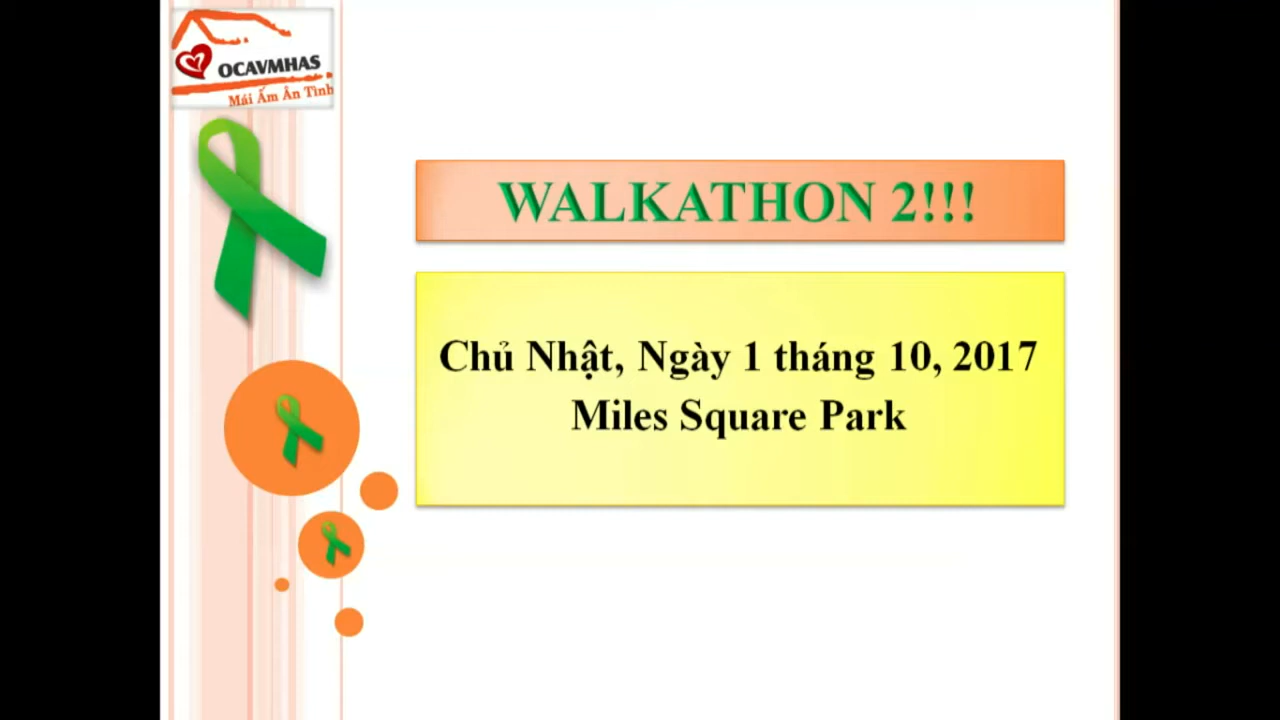 OCAVMHAS
Mái Ấm Ân Tình
WALKATHON 2!!!
Chủ Nhật, Ngày 1 tháng 10, 2017
Miles Square Park